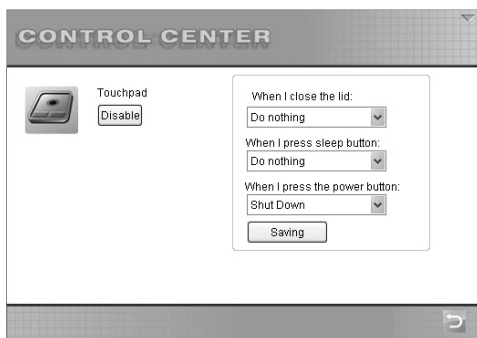 CONTROL CENTER
Touchpad
Disable
When I close the lid:
Do nothing
When I press sleep button:
Do nothing
When I press the power button:
Shut Down
Saving